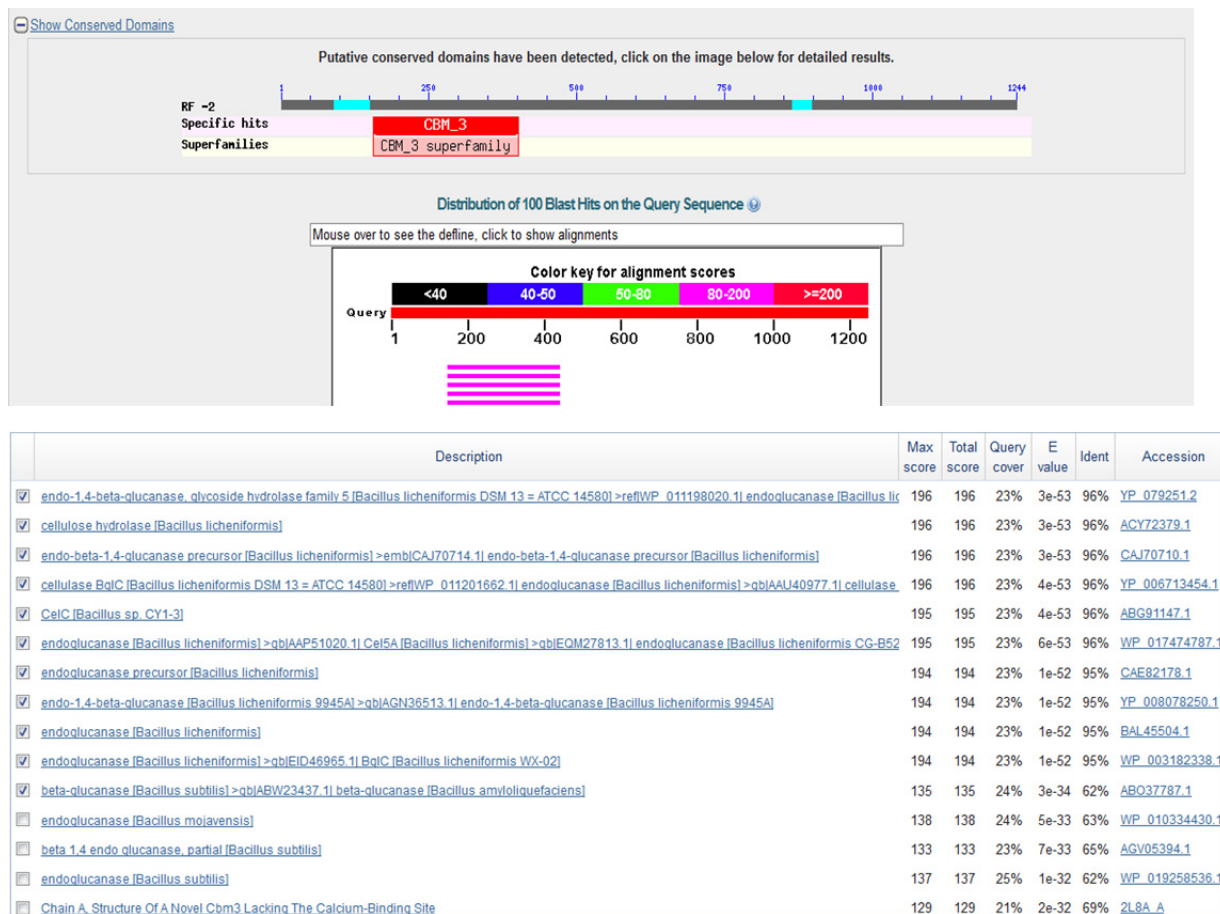 Show Conserved Domains
Putative conserved domains have been detected, click on the image below for detailed results.
1 250 500 750 1000 1244
RF -2
Specific hits CBM_3
Superfamilies CBM_3 superfamily
Distribution of 100 Blast Hits on the Query Sequence
Mouse over to see the defline, click to show alignments
Color key for alignment scores
<40 40-50 50-80 80-200 >=200
Query
1 200 400 600 800 1000 1200
Description Max score Total score Query cover E value Ident Accession
endo-1,4-beta-glucanase, glycoside hydrolase family 5 [Bacillus licheniformis DSM 13 = ATCC 14580] >ref|WP_011198020.1| endoglucanase [Bacillus lic 196 196 23% 3e-53 96% YP_079251.2
cellulose hydrolase [Bacillus licheniformis] 196 196 23% 3e-53 96% ACY72379.1
endo-beta-1,4-glucanase precursor [Bacillus licheniformis] >emb|CAJ70714.1| endo-beta-1,4-glucanase precursor [Bacillus licheniformis] 196 196 23% 3e-53 96% CAJ70710.1
cellulase BglC [Bacillus licheniformis DSM 13 = ATCC 14580] >ref|WP_011201662.1| endoglucanase [Bacillus licheniformis] >gb|AAU40977.1| cellulase 196 196 23% 4e-53 96% YP_006713454.1
CelC [Bacillus sp. CY1-3] 195 195 23% 4e-53 96% ABG91147.1
endoglucanase [Bacillus licheniformis] >gb|AAP51020.1| Cel5A [Bacillus licheniformis] >gb|EQM27813.1| endoglucanase [Bacillus licheniformis CG-B52 195 195 23% 6e-53 96% WP_017474787.1
endoglucanase precursor [Bacillus licheniformis] 194 194 23% 1e-52 95% CAE82178.1
endo-1,4-beta-glucanase [Bacillus licheniformis 9945A] >gb|AGN36513.1| endo-1,4-beta-glucanase [Bacillus licheniformis 9945A] 194 194 23% 1e-52 95% YP_008078250.1
endoglucanase [Bacillus licheniformis] 194 194 23% 1e-52 95% BAL45504.1
endoglucanase [Bacillus licheniformis] >gb|EID46965.1| BglC [Bacillus licheniformis WX-02] 194 194 23% 1e-52 95% WP_003182338.1
beta-glucanase [Bacillus subtilis] >gb|ABW23437.1| beta-glucanase [Bacillus amyloliquefaciens] 135 135 24% 3e-34 62% ABO37787.1
endoglucanase [Bacillus mojavensis] 138 138 24% 5e-33 63% WP_010334430.1
beta 1,4 endo glucanase, partial [Bacillus subtilis] 133 133 23% 7e-33 65% AGV05394.1
endoglucanase [Bacillus subtilis] 137 137 25% 1e-32 62% WP_019258536.1
Chain A, Structure Of A Novel Cbm3 Lacking The Calcium-Binding Site 129 129 21% 2e-32 69% 2L8A_A